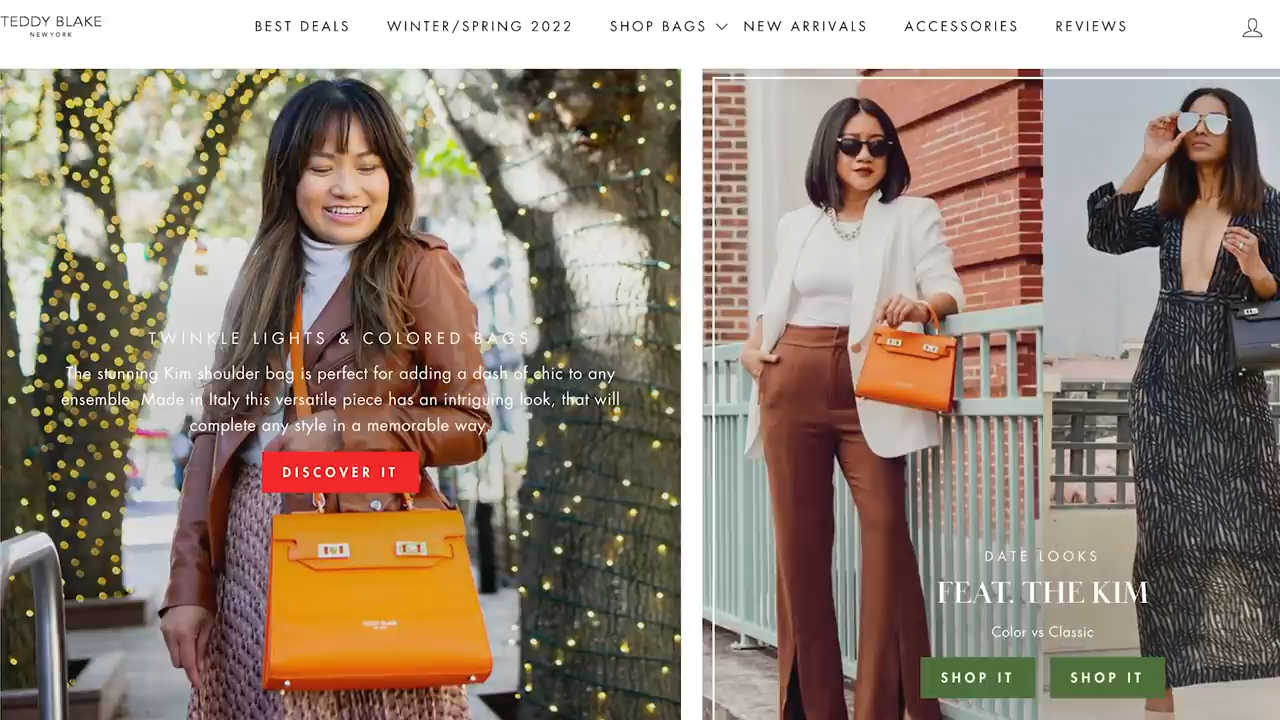 TEDDY BLAKE
NEW YORK
BEST DEALS
WINTER/SPRING 2022
SHOP BAGS
NEW ARRIVALS
ACCESSORIES
REVIEWS
TWINKLE LIGHTS & COLORED BAGS
The stunning Kim shoulder bag is perfect for adding a dash of chic to any
ensemble. Made in Italy this versatile piece has an intriguing look, that will
complete any style in a memorable way.
DISCOVER IT
TEDDY BLAKE
DATE LOOKS
FEAT. THE KIM
Color vs Classic
SHOP IT
SHOP IT